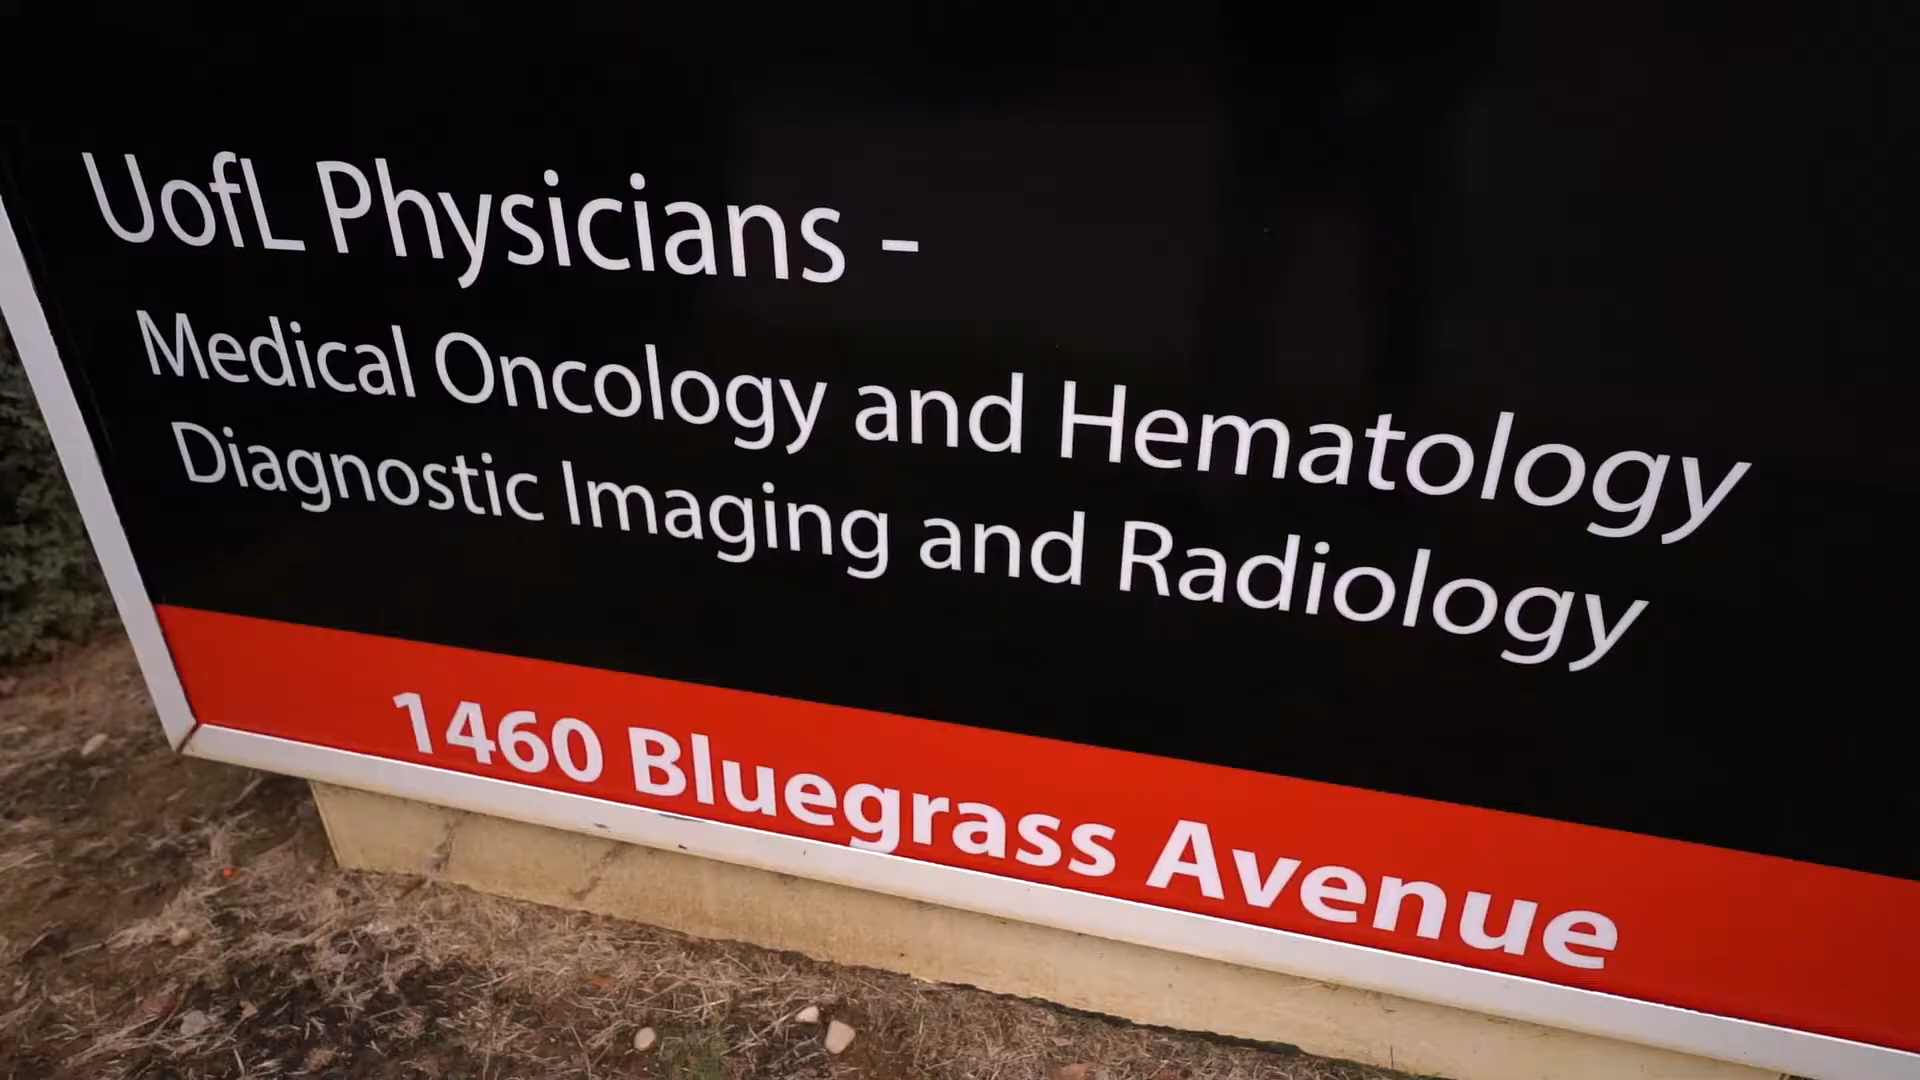 UofL Physicians -
Medical Oncology and Hematology
Diagnostic Imaging and Radiology
1460 Bluegrass Avenue